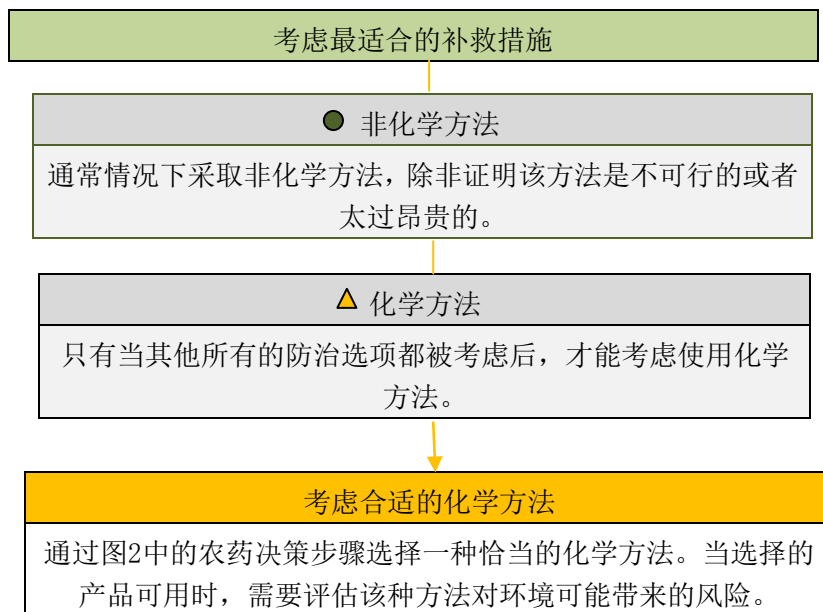 考虑最适合的补救措施
非化学方法
通常情况下采取非化学方法，除非证明该方法是不可行的或者
太过昂贵的。
化学方法
只有当其他所有的防治选项都被考虑后，才能考虑使用化学
方法。
考虑合适的化学方法
通过图2中的农药决策步骤选择一种恰当的化学方法。当选择的
产品可用时，需要评估该种方法对环境可能带来的风险。